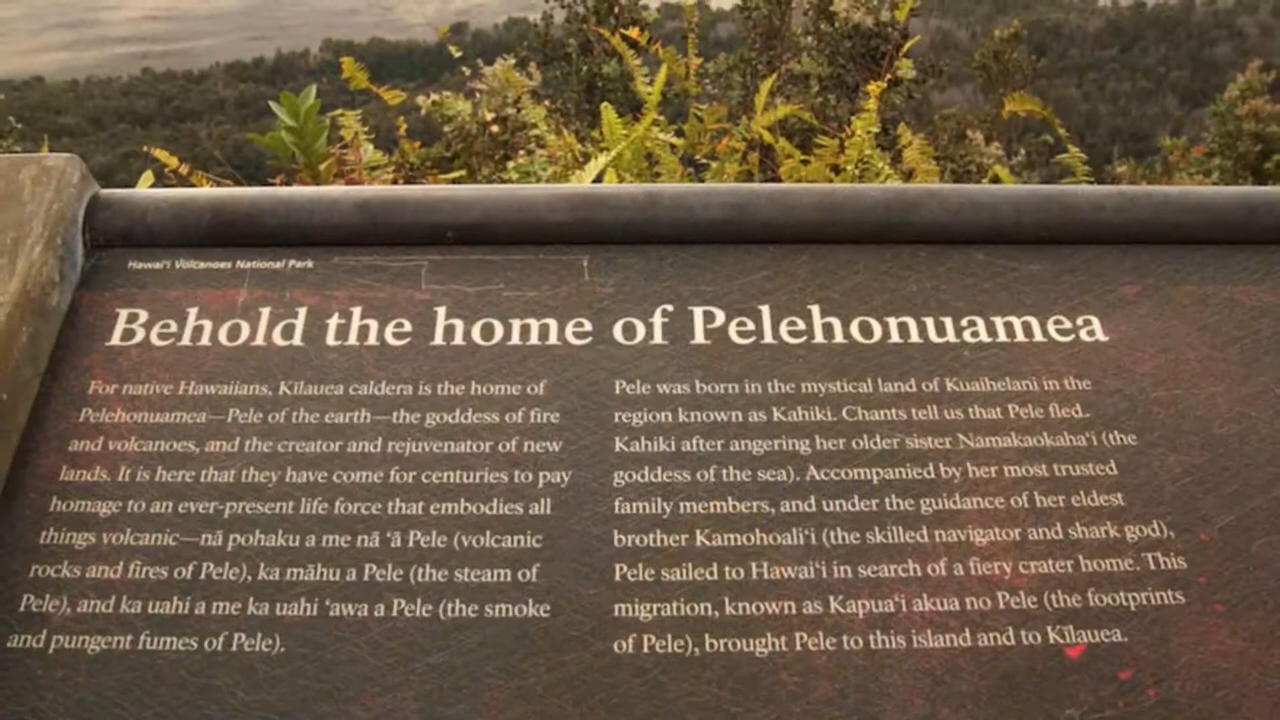 Hawai‘i Volcanoes National Park
Behold the home of Pelehonuamea
For native Hawaiians, Kīlauea caldera is the home of
Pelehonuamea—Pele of the earth—the goddess of fire
and volcanoes, and the creator and rejuvenator of new
lands. It is here that they have come for centuries to pay
homage to an ever-present life force that embodies all
things volcanic—nā pohaku a me nā ‘ā Pele (volcanic
rocks and fires of Pele), ka māhu a Pele (the steam of
Pele), and ka uahi a me ka uahi ‘awa a Pele (the smoke
and pungent fumes of Pele).
Pele was born in the mystical land of Kuaihelani in the
region known as Kahiki. Chants tell us that Pele fled
Kahiki after angering her older sister Nāmakaokaha‘i (the
goddess of the sea). Accompanied by her most trusted
family members, and under the guidance of her eldest
brother Kamohoali‘i (the skilled navigator and shark god),
Pele sailed to Hawai‘i in search of a fiery crater home. This
migration, known as Kapua‘i akua no Pele (the footprints
of Pele), brought Pele to this island and to Kīlauea.